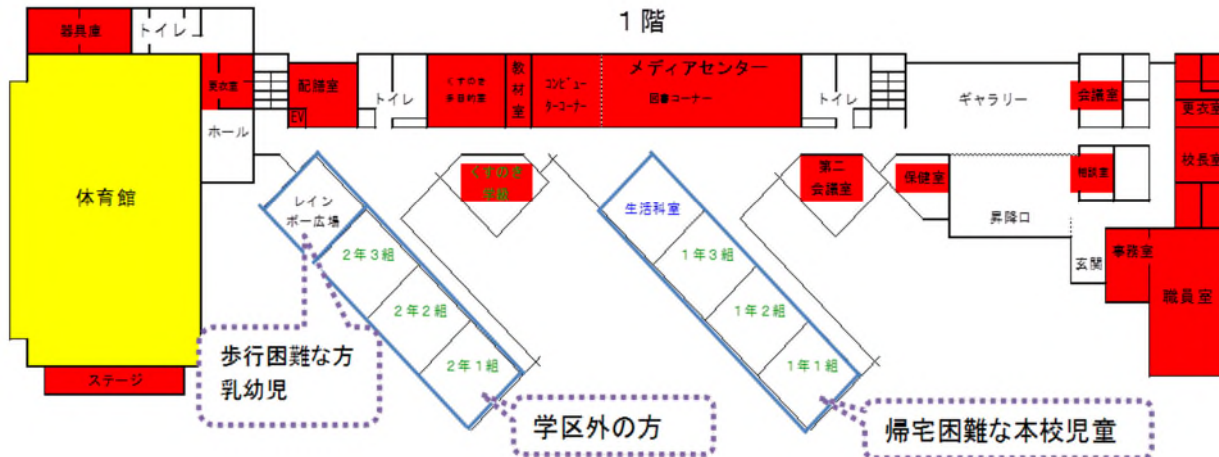 1階
器具庫
トイレ
更衣室
ホール
配膳室
EV
トイレ
くすのき
多目的室
教材室
コンピュー
ターコーナー
メディアセンター
図書コーナー
トイレ
ギャラリー
会議室
更衣室
校長室
相談室
体育館
ステージ
レイン
ボー広場
2年3組
2年2組
2年1組
くすのき
学級
生活科室
1年3組
1年2組
1年1組
第二
会議室
保健室
昇降口
玄関
事務室
職員室
歩行困難な方
乳幼児
学区外の方
帰宅困難な本校児童